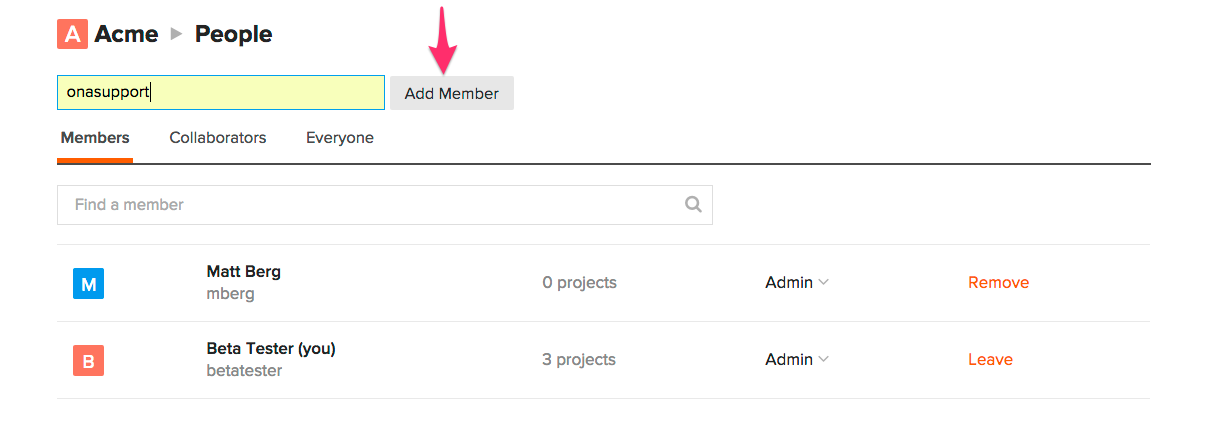 A Acme People
onasupport Add Member
Members Collaborators Everyone
Find a member
M Matt Berg 0 projects Admin Remove
mberg
B Beta Tester (you) 3 projects Admin Leave
betatester